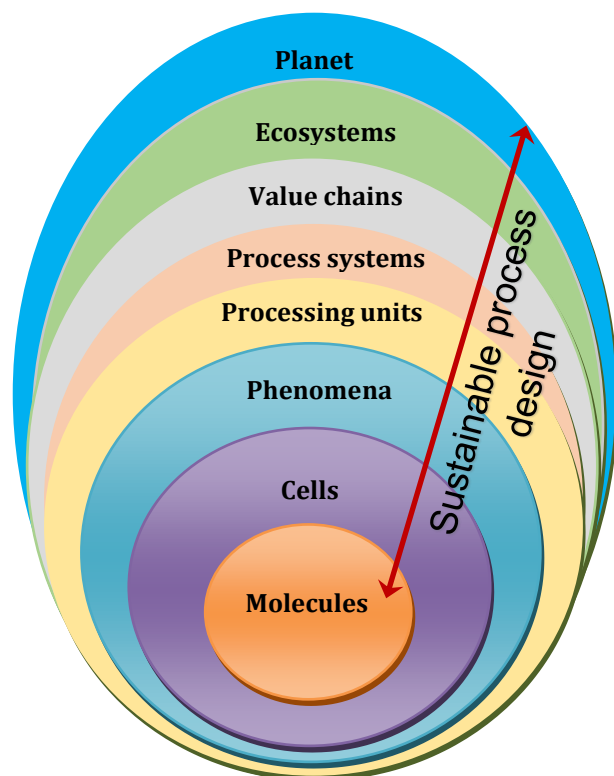 Planet
Ecosystems
Value chains
Process systems
Processing units
Phenomena
Cells
Molecules
Sustainable process
design